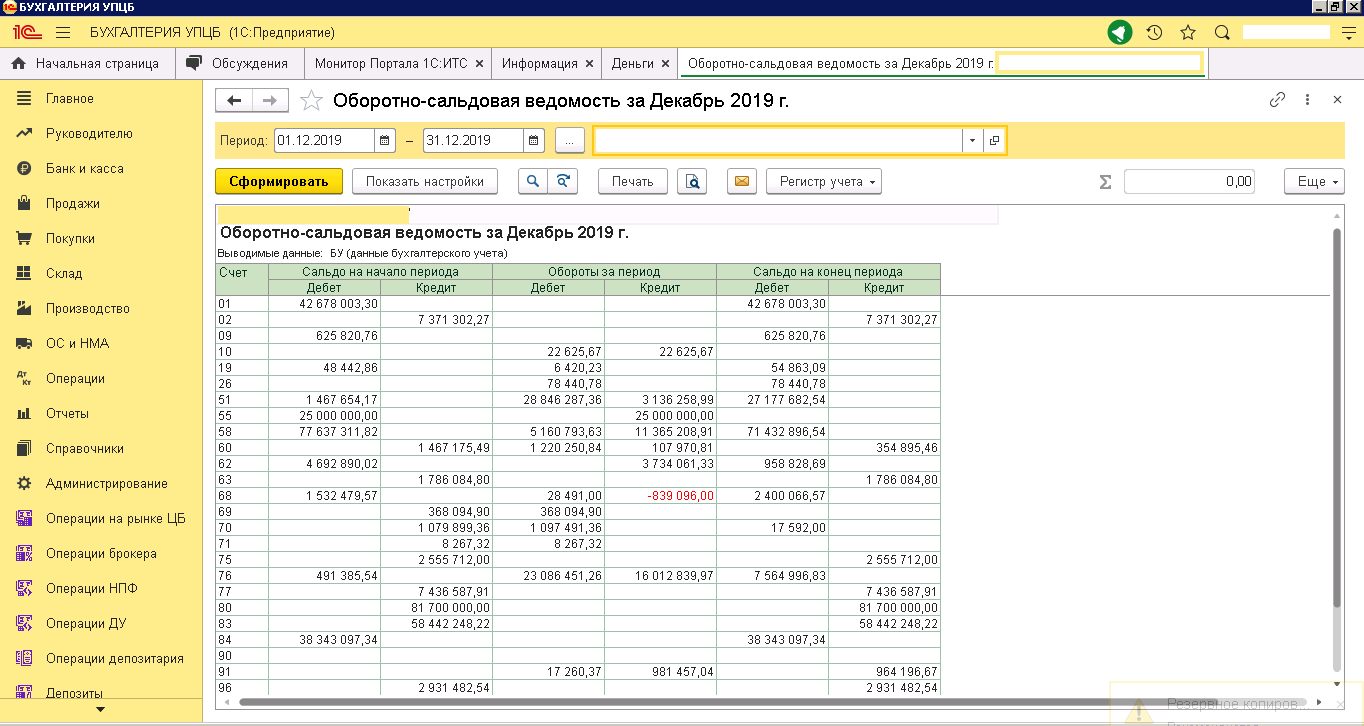 БУХГАЛТЕРИЯ УПЦБ
1С БУХГАЛТЕРИЯ УПЦБ (1С:Предприятие)
Начальная страница Обсуждения Монитор Портала 1С:ИТС × Информация × Деньги × Оборотно-сальдовая ведомость за Декабрь 2019 г.
Главное
Руководителю
Банк и касса
Продажи
Покупки
Склад
Производство
ОС и НМА
Дт Кт Операции
Отчеты
Справочники
Администрирование
Операции на рынке ЦБ
Операции брокера
Операции НПФ
Операции ДУ
Операции депозитария
Депозиты
Оборотно-сальдовая ведомость за Декабрь 2019 г.
Период: 01.12.2019 – 31.12.2019 ...
Сформировать Показать настройки Печать Регистр учета Σ 0,00 Еще
Оборотно-сальдовая ведомость за Декабрь 2019 г.
Выводимые данные: БУ (данные бухгалтерского учета)
Счет Сальдо на начало периода Обороты за период Сальдо на конец периода
Дебет Кредит Дебет Кредит Дебет Кредит
01 42 678 003,30 42 678 003,30
02 7 371 302,27 7 371 302,27
09 625 820,76 625 820,76
10 22 625,67 22 625,67
19 48 442,86 6 420,23 54 863,09
26 78 440,78 78 440,78
51 1 467 654,17 28 846 287,36 3 136 258,99 27 177 682,54
55 25 000 000,00 25 000 000,00
58 77 637 311,82 5 160 793,63 11 365 208,91 71 432 896,54
60 1 467 175,49 1 220 250,84 107 970,81 354 895,46
62 4 692 890,02 3 734 061,33 958 828,69
63 1 786 084,80 1 786 084,80
68 1 532 479,57 28 491,00 -839 096,00 2 400 066,57
69 368 094,90 368 094,90
70 1 079 899,36 1 097 491,36 17 592,00
71 8 267,32 8 267,32
75 2 555 712,00 2 555 712,00
76 491 385,54 23 086 451,26 16 012 839,97 7 564 996,83
77 7 436 587,91 7 436 587,91
80 81 700 000,00 81 700 000,00
83 58 442 248,22 58 442 248,22
84 38 343 097,34 38 343 097,34
90
91 17 260,37 981 457,04 964 196,67
96 2 931 482,54 2 931 482,54
Резервное копиров...